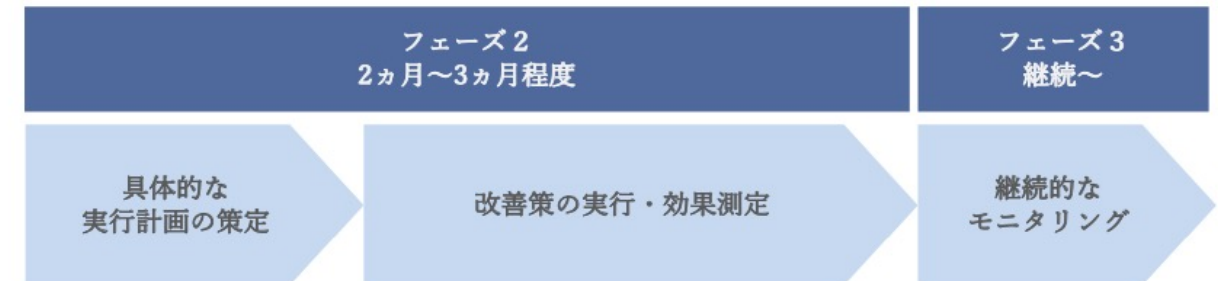 フェーズ２
2ヵ月～3ヵ月程度
フェーズ３
継続～
具体的な
実行計画の策定
改善策の実行・効果測定
継続的な
モニタリング